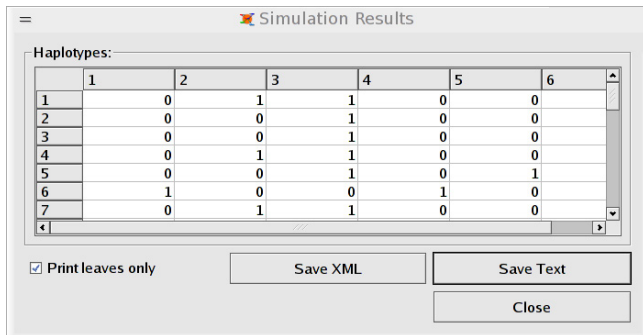 Simulation Results
Haplotypes:
1 2 3 4 5 6
1 0 1 1 0 0
2 0 0 1 0 0
3 0 0 1 0 0
4 0 1 1 0 0
5 0 0 1 0 1
6 1 0 0 1 0
7 0 1 1 0 0
Print leaves only Save XML Save Text
Close